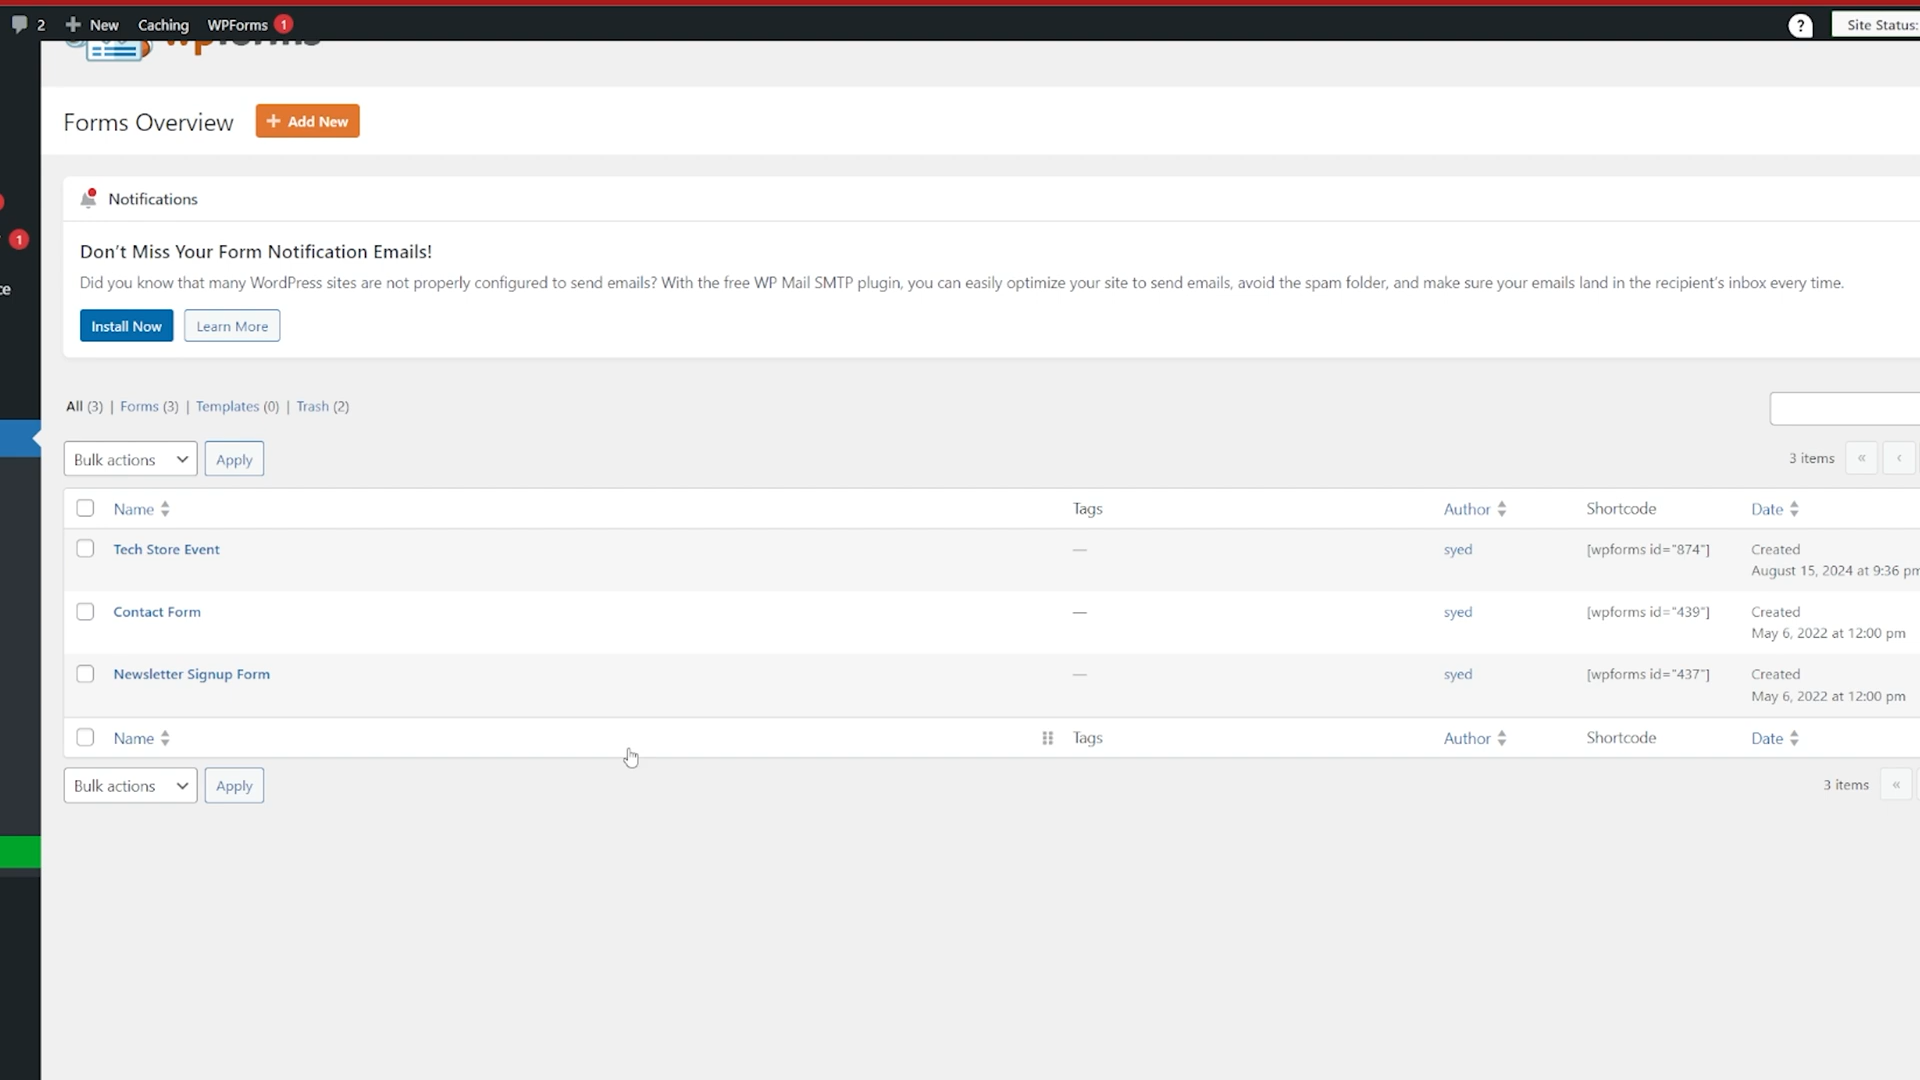 2 New Caching WPForms 1 ? Site Status:
Forms Overview + Add New
Notifications
1
Don't Miss Your Form Notification Emails!
Did you know that many WordPress sites are not properly configured to send emails? With the free WP Mail SMTP plugin, you can easily optimize your site to send emails, avoid the spam folder, and make sure your emails land in the recipient's inbox every time.
Install Now Learn More
All (3) | Forms (3) | Templates (0) | Trash (2)
Bulk actions Apply 3 items « ‹
Name Tags Author Shortcode Date
Tech Store Event — syed [wpforms id="874"] Created
August 15, 2024 at 9:36 pm
Contact Form — syed [wpforms id="439"] Created
May 6, 2022 at 12:00 pm
Newsletter Signup Form — syed [wpforms id="437"] Created
May 6, 2022 at 12:00 pm
Name Tags Author Shortcode Date
Bulk actions Apply 3 items «